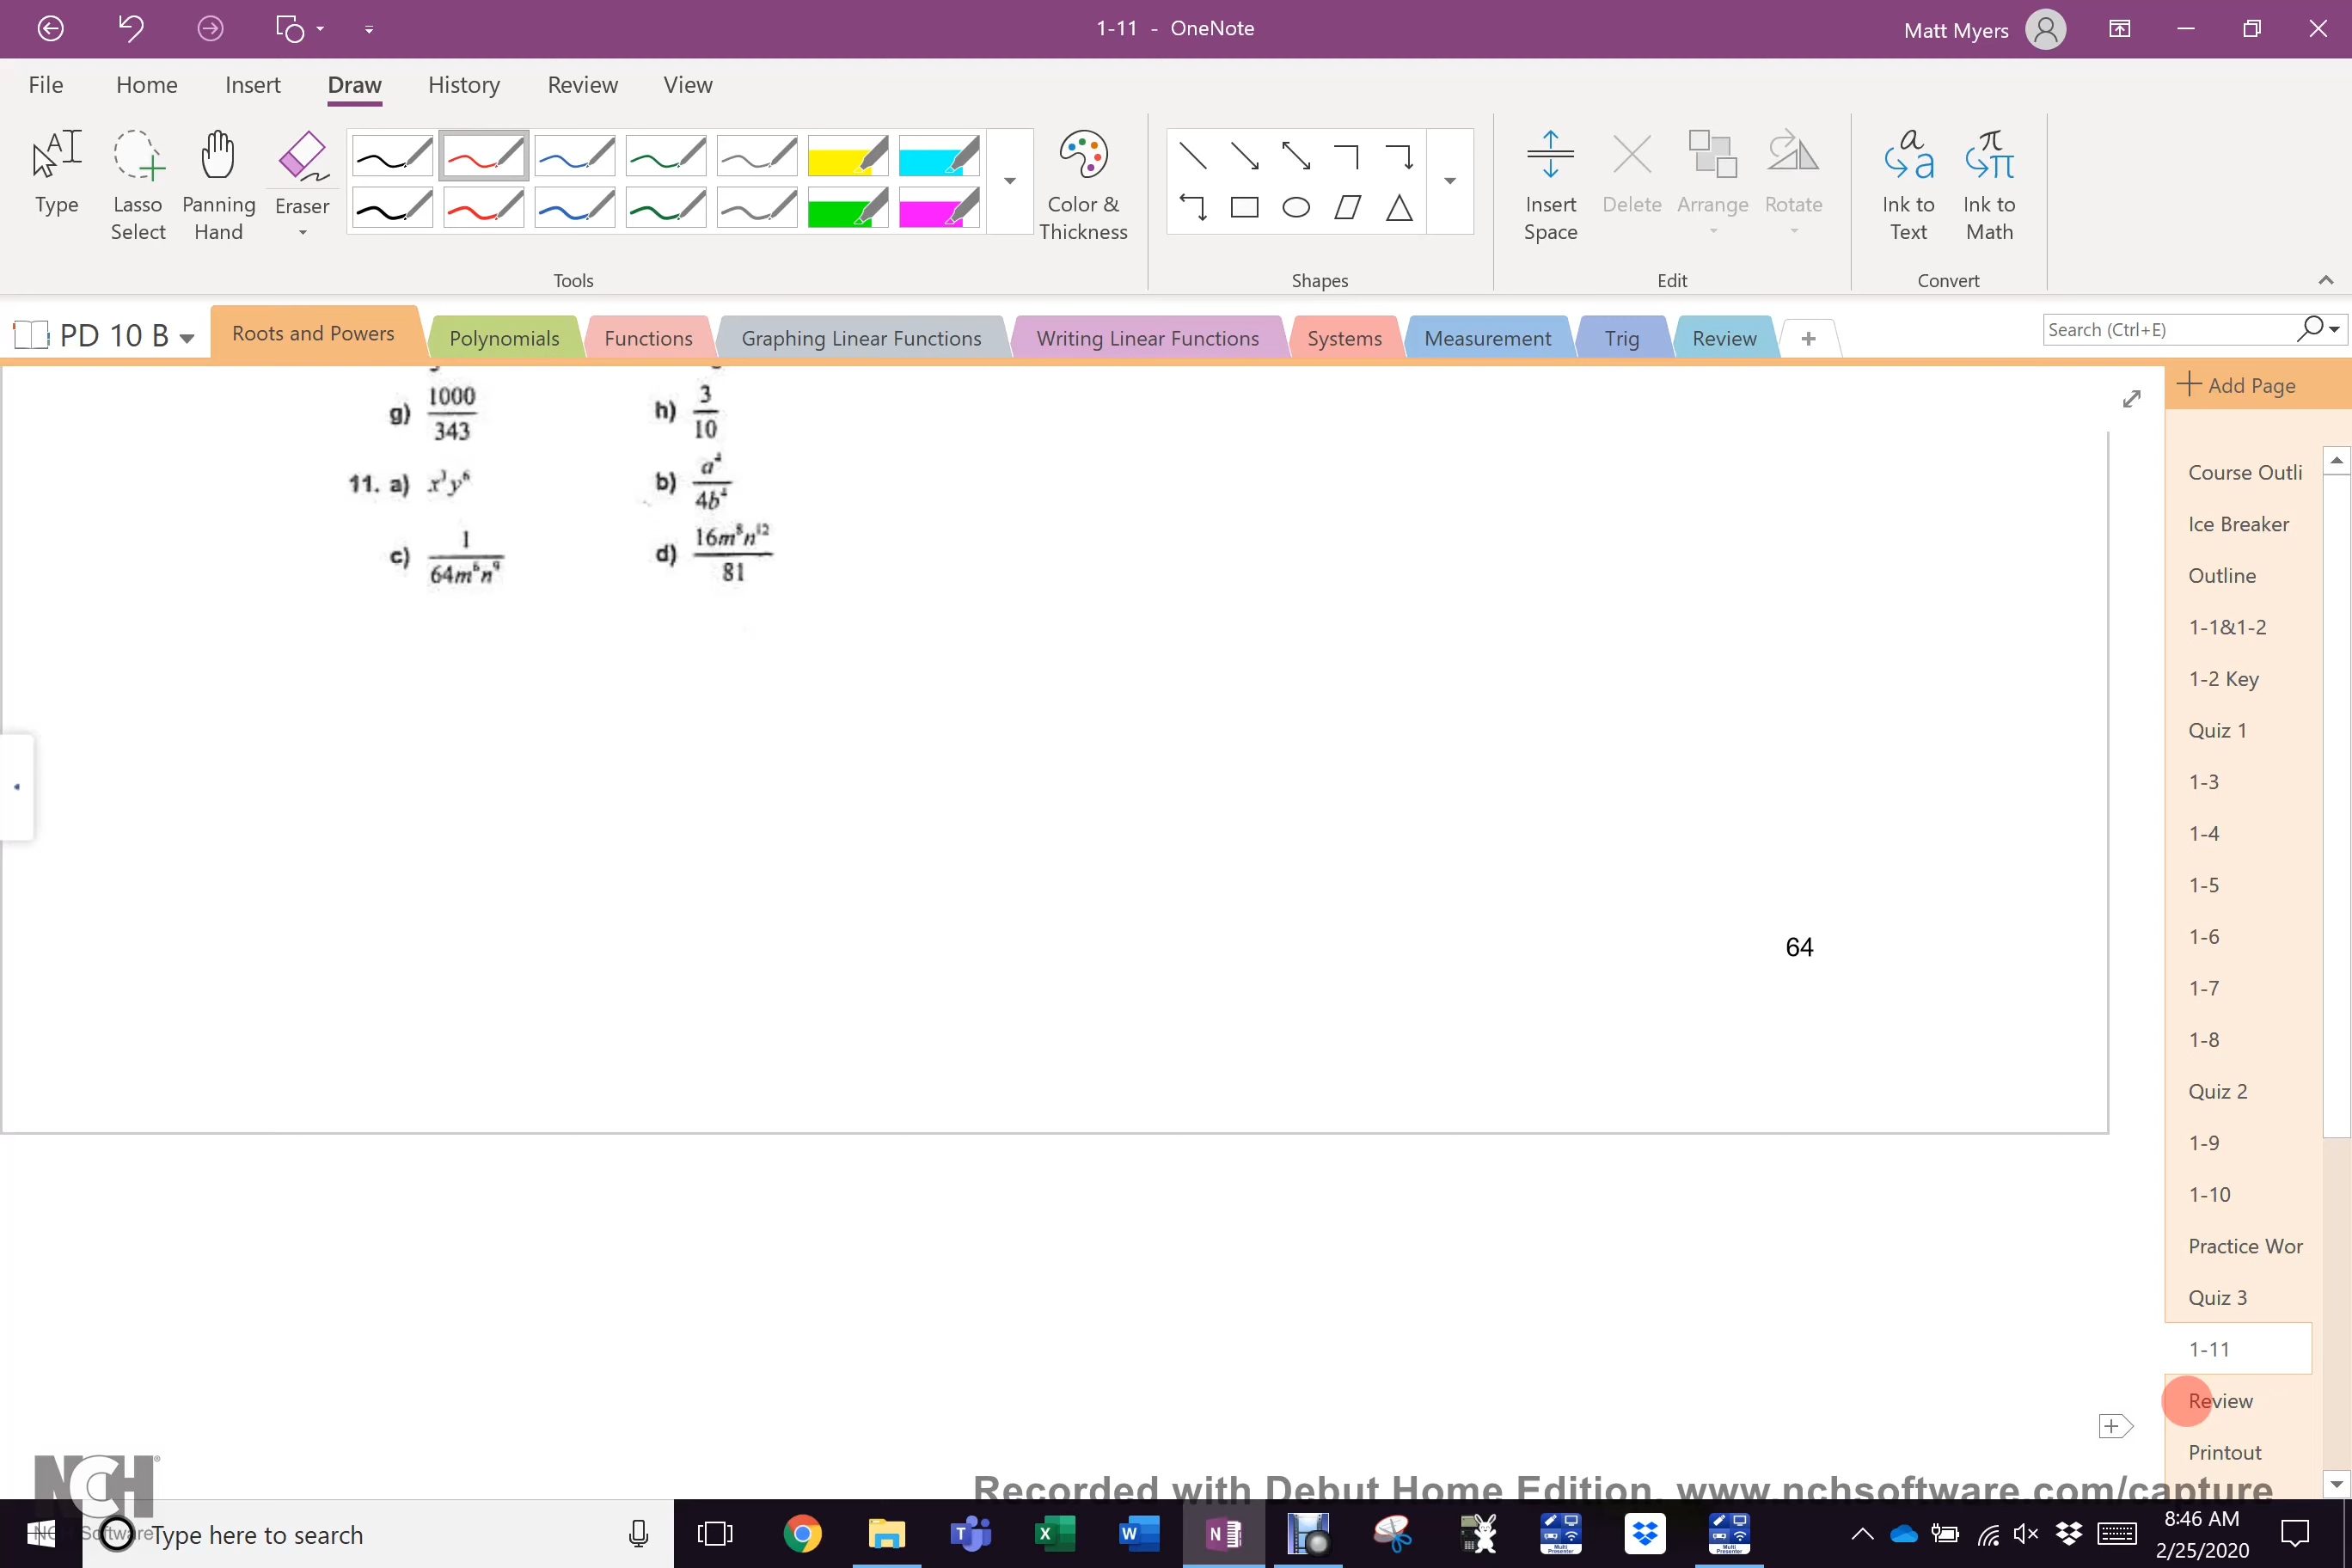 1-11 - OneNote
Matt Myers
File Home Insert Draw History Review View
Type
Lasso Select
Panning Hand
Eraser
Color & Thickness
Insert Space
Delete
Arrange
Rotate
Ink to Text
Ink to Math
Tools
Shapes
Edit
Convert
PD 10 B
Roots and Powers
Polynomials
Functions
Graphing Linear Functions
Writing Linear Functions
Systems
Measurement
Trig
Review
Search (Ctrl+E)
g) 1000/343 h) 3/10
11. a) x³y⁶ b) a⁴/4b⁴
c) 1/64m⁶n⁹ d) 16m⁸n¹²/81
64
Add Page
Course Outli
Ice Breaker
Outline
1-1&1-2
1-2 Key
Quiz 1
1-3
1-4
1-5
1-6
1-7
1-8
Quiz 2
1-9
1-10
Practice Wor
Quiz 3
1-11
Review
Printout
NCH
NCH Software
Recorded with Debut Home Edition. www.nchsoftware.com/capture
Type here to search
8:46 AM
2/25/2020